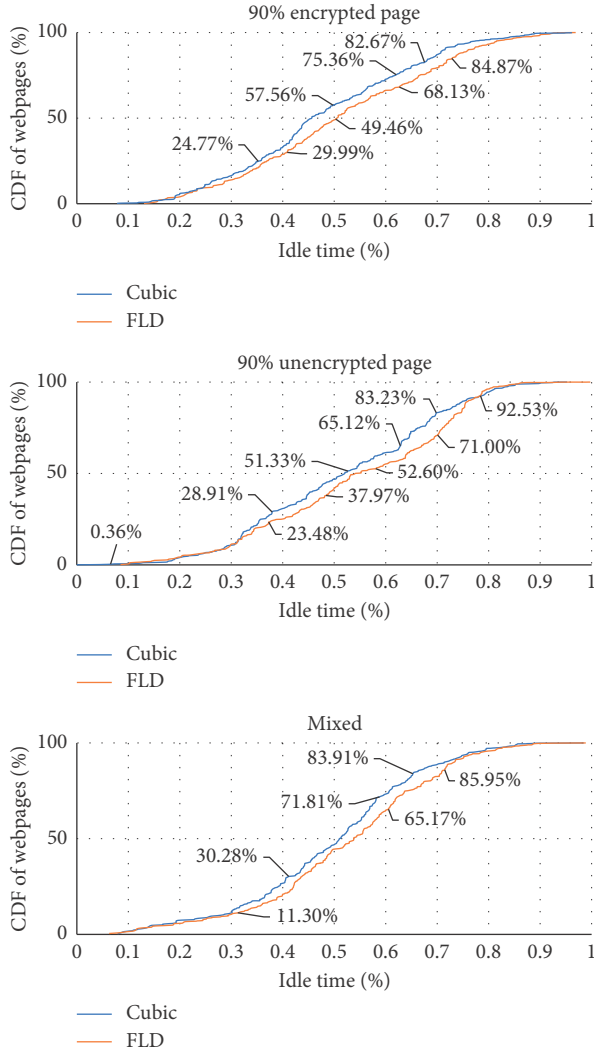 90% encrypted page
CDF of webpages (%)
100
50
0
82.67%
75.36%
84.87%
57.56%
68.13%
49.46%
24.77%
29.99%
0 0.1 0.2 0.3 0.4 0.5 0.6 0.7 0.8 0.9 1
Idle time (%)
Cubic
FLD
90% unencrypted page
CDF of webpages (%)
100
50
0
83.23%
92.53%
65.12%
71.00%
51.33%
52.60%
28.91%
37.97%
0.36%
23.48%
0 0.1 0.2 0.3 0.4 0.5 0.6 0.7 0.8 0.9 1
Idle time (%)
Cubic
FLD
Mixed
CDF of webpages (%)
100
50
0
83.91%
85.95%
71.81%
65.17%
30.28%
11.30%
0 0.1 0.2 0.3 0.4 0.5 0.6 0.7 0.8 0.9 1
Idle time (%)
Cubic
FLD